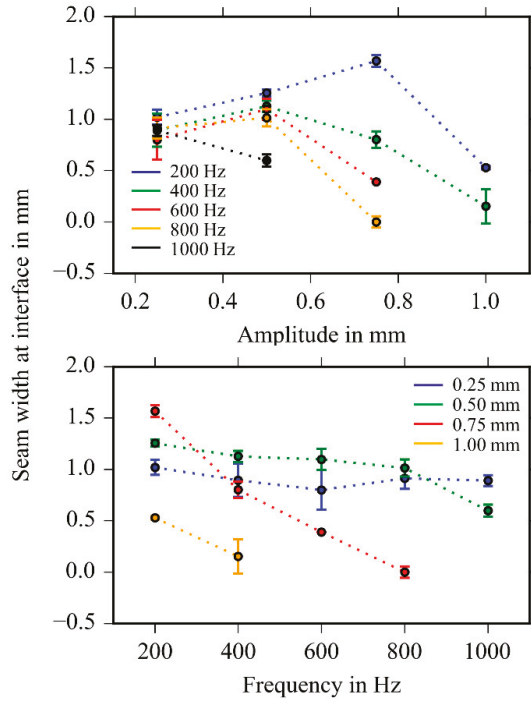 Seam width at interface in mm
2.0
1.5
1.0
0.5
0.0
−0.5
200 Hz
400 Hz
600 Hz
800 Hz
1000 Hz
0.2 0.4 0.6 0.8 1.0
Amplitude in mm
2.0
1.5
1.0
0.5
0.0
−0.5
0.25 mm
0.50 mm
0.75 mm
1.00 mm
200 400 600 800 1000
Frequency in Hz